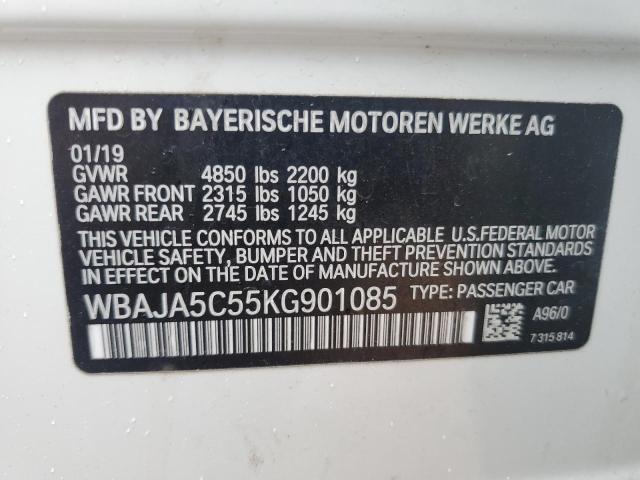 MFD BY BAYERISCHE MOTOREN WERKE AG
01/19
GVWR 4850 lbs 2200 kg
GAWR FRONT 2315 lbs 1050 kg
GAWR REAR 2745 lbs 1245 kg
THIS VEHICLE CONFORMS TO ALL APPLICABLE U.S.FEDERAL MOTOR
VEHICLE SAFETY, BUMPER AND THEFT PREVENTION STANDARDS
IN EFFECT ON THE DATE OF MANUFACTURE SHOWN ABOVE.
WBAJA5C55KG901085 TYPE: PASSENGER CAR
A96/0
7315814